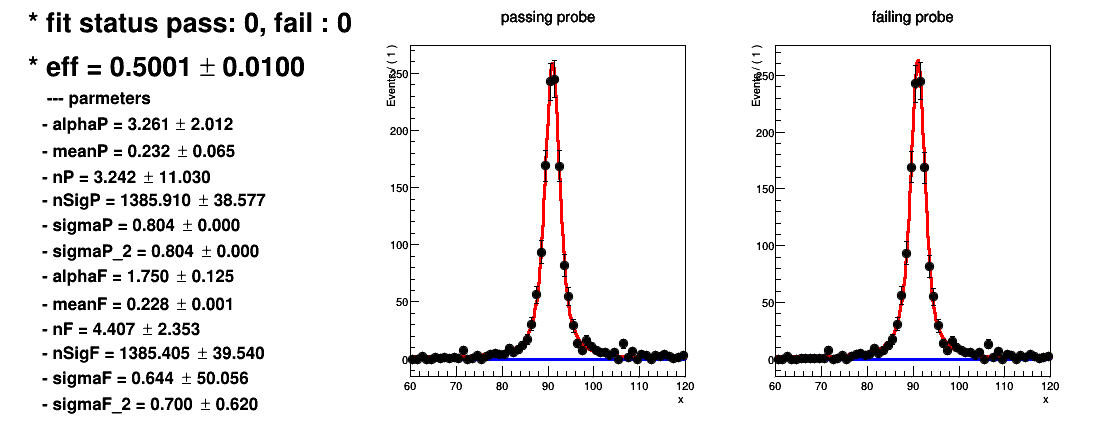 * fit status pass: 0, fail : 0
* eff = 0.5001 ± 0.0100
--- parmeters
- alphaP = 3.261 ± 2.012
- meanP = 0.232 ± 0.065
- nP = 3.242 ± 11.030
- nSigP = 1385.910 ± 38.577
- sigmaP = 0.804 ± 0.000
- sigmaP_2 = 0.804 ± 0.000
- alphaF = 1.750 ± 0.125
- meanF = 0.228 ± 0.001
- nF = 4.407 ± 2.353
- nSigF = 1385.405 ± 39.540
- sigmaF = 0.644 ± 50.056
- sigmaF_2 = 0.700 ± 0.620
passing probe
Events / ( 1 )
250
200
150
100
50
0
60 70 80 90 100 110 120
x
failing probe
Events / ( 1 )
250
200
150
100
50
0
60 70 80 90 100 110 120
x